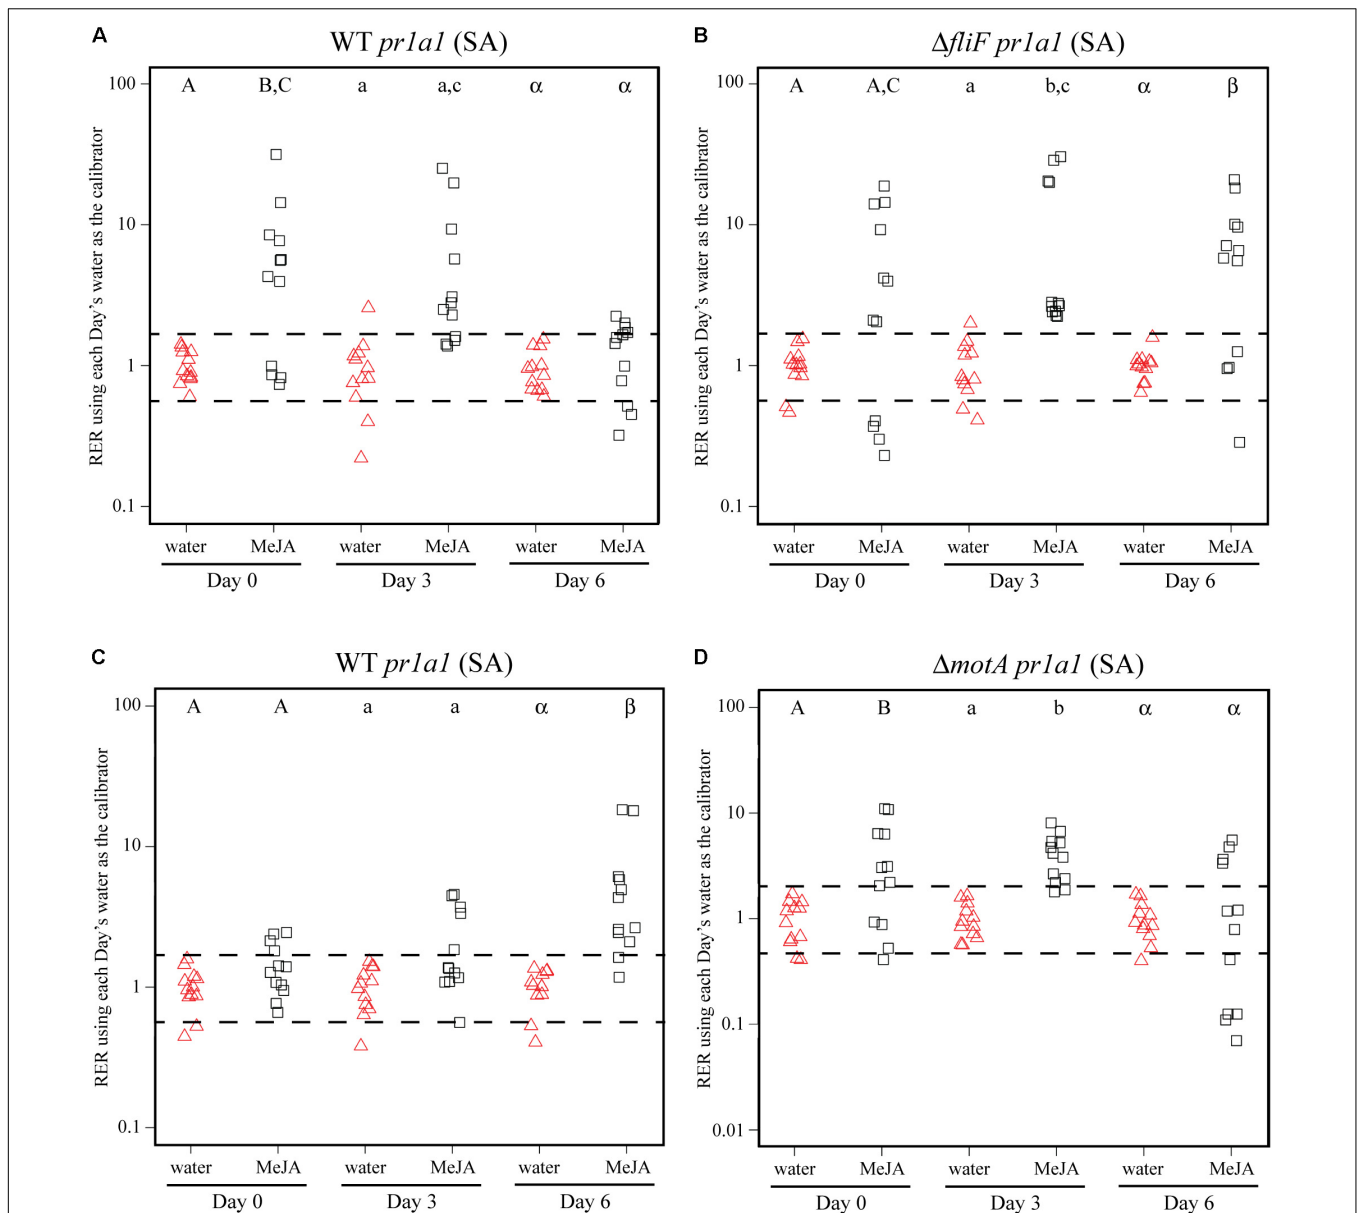 A
WT pr1a1 (SA)
RER using each Day's water as the calibrator
100
10
1
0.1
A B,C a a,c α α
water MeJA water MeJA water MeJA
Day 0 Day 3 Day 6
B
ΔfliF pr1a1 (SA)
RER using each Day's water as the calibrator
100
10
1
0.1
A A,C a b,c α β
water MeJA water MeJA water MeJA
Day 0 Day 3 Day 6
C
WT pr1a1 (SA)
RER using each Day's water as the calibrator
100
10
1
0.1
A A a a α β
water MeJA water MeJA water MeJA
Day 0 Day 3 Day 6
D
ΔmotA pr1a1 (SA)
RER using each Day's water as the calibrator
100
10
1
0.1
0.01
A B a b α α
water MeJA water MeJA water MeJA
Day 0 Day 3 Day 6